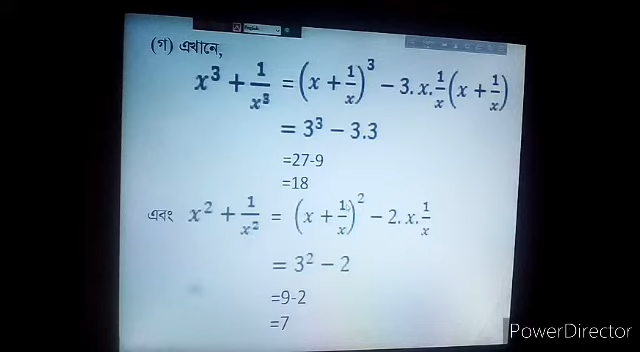 English
(গ) এখানে,
x³ + 1/x³ = (x + 1/x)³ − 3.x.1/x(x + 1/x)
= 3³ − 3.3
=27-9
=18
এবং x² + 1/x² = (x + 1/x)² − 2.x.1/x
= 3² − 2
=9-2
=7
PowerDirector